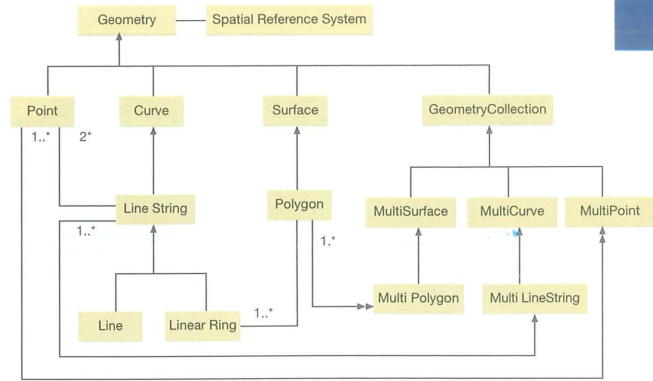 Geometry
Spatial Reference System
Point
Curve
Surface
GeometryCollection
1..*
2*
Line String
Polygon
MultiSurface
MultiCurve
MultiPoint
1..*
1.*
Multi Polygon
Multi LineString
Line
Linear Ring
1..*